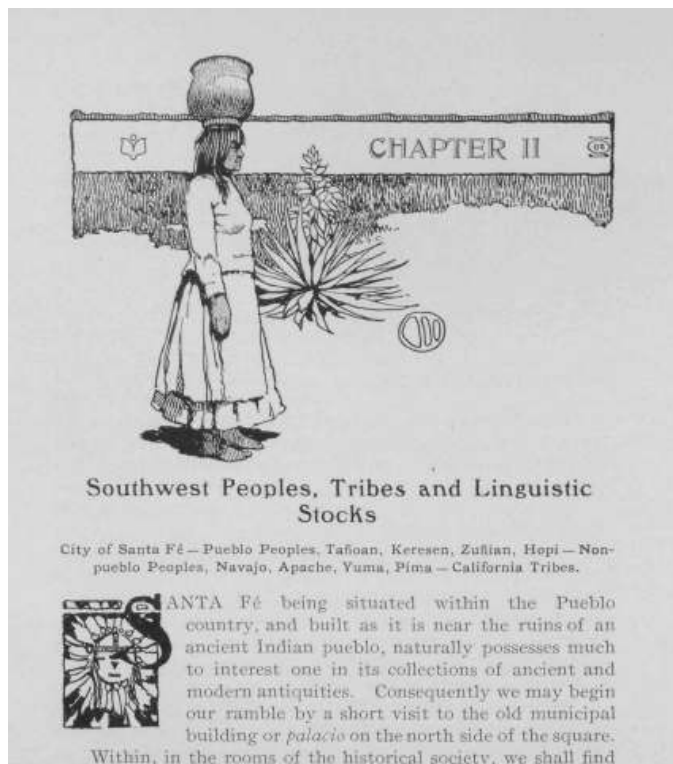 CHAPTER II
Southwest Peoples, Tribes and Linguistic
Stocks
City of Santa Fé — Pueblo Peoples, Tañoan, Keresen, Zuñian, Hopi — Non-
pueblo Peoples, Navajo, Apache, Yuma, Pima — California Tribes.
SANTA Fé being situated within the Pueblo
country, and built as it is near the ruins of an
ancient Indian pueblo, naturally possesses much
to interest one in its collections of ancient and
modern antiquities. Consequently we may begin
our ramble by a short visit to the old municipal
building or palacio on the north side of the square.
Within, in the rooms of the historical society, we shall find